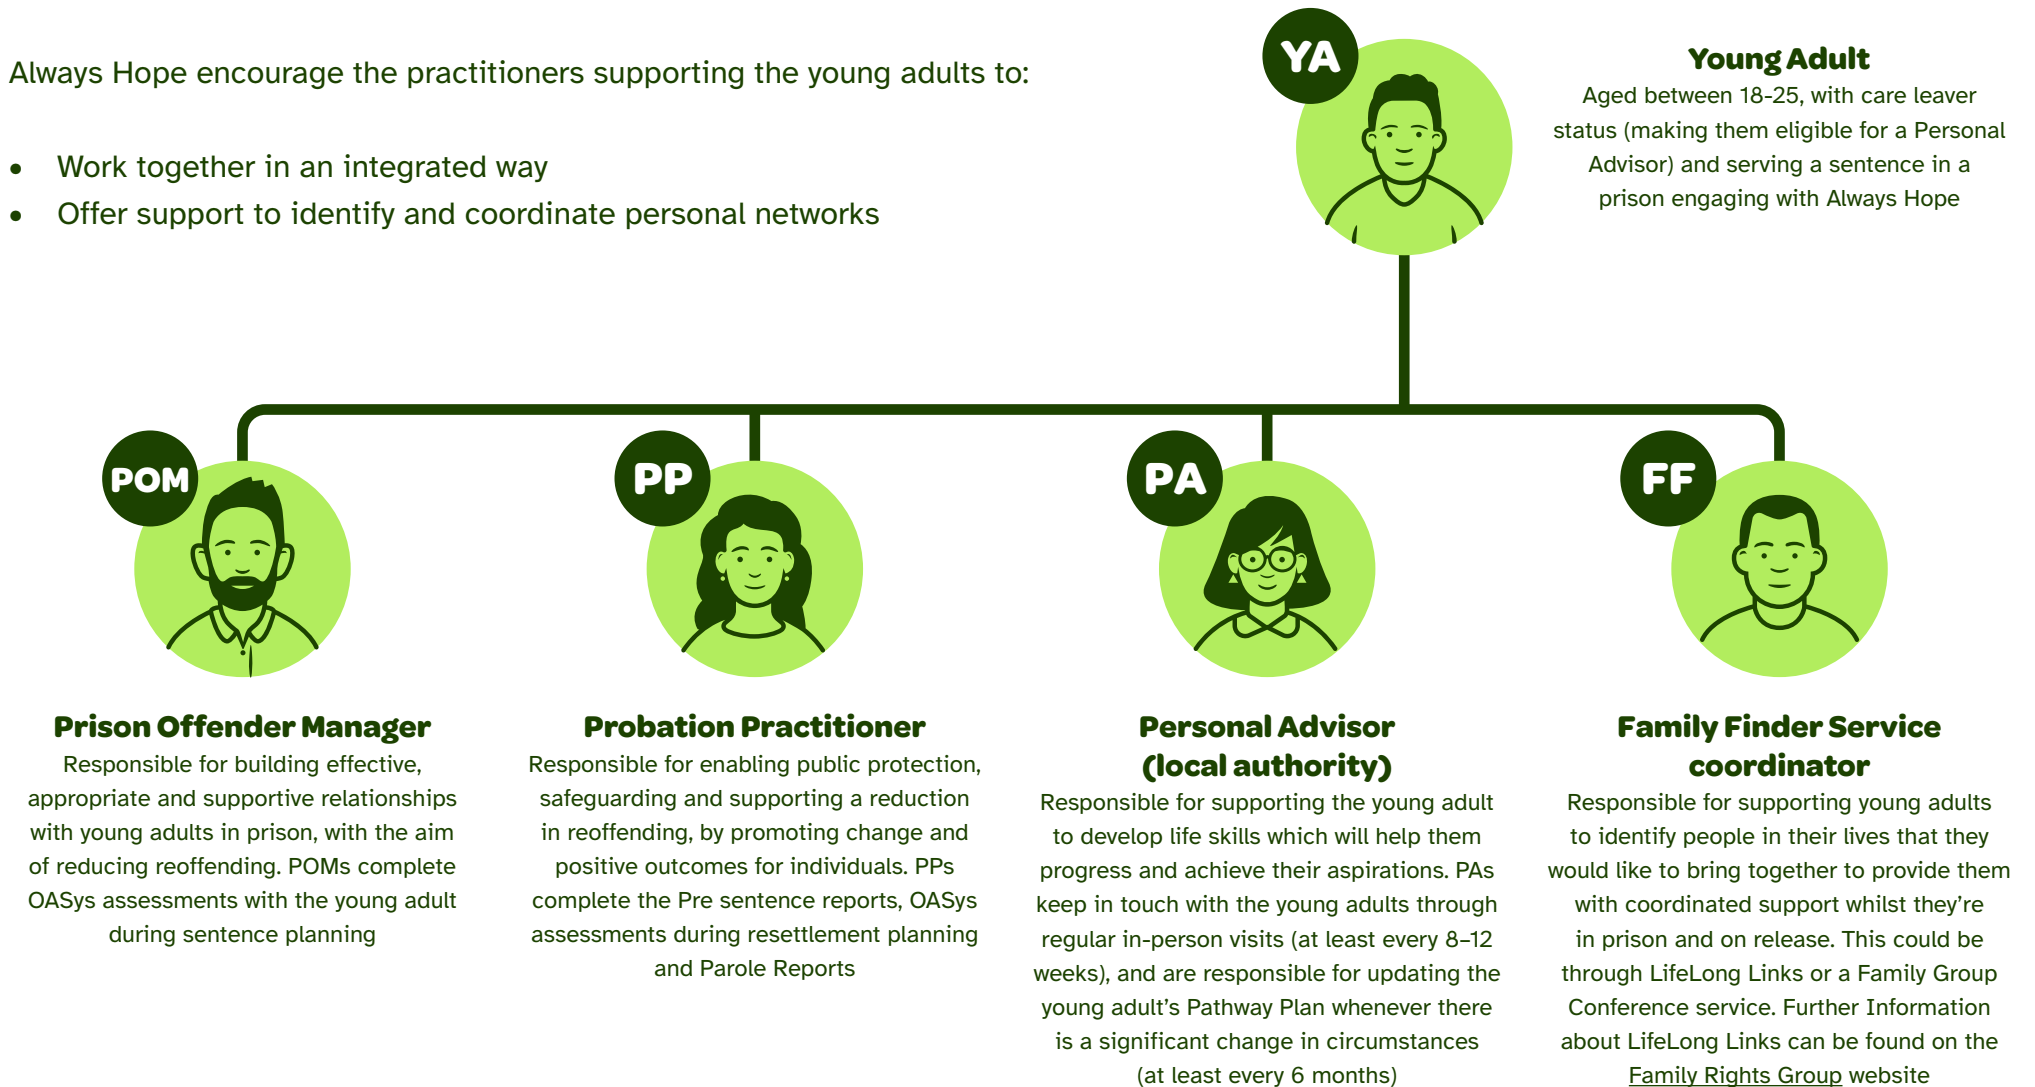 Always Hope encourage the practitioners supporting the young adults to:
• Work together in an integrated way
• Offer support to identify and coordinate personal networks
YA
Young Adult
Aged between 18-25, with care leaver
status (making them eligible for a Personal
Advisor) and serving a sentence in a
prison engaging with Always Hope
POM
Prison Offender Manager
Responsible for building effective,
appropriate and supportive relationships
with young adults in prison, with the aim
of reducing reoffending. POMs complete
OASys assessments with the young adult
during sentence planning
PP
Probation Practitioner
Responsible for enabling public protection,
safeguarding and supporting a reduction
in reoffending, by promoting change and
positive outcomes for individuals. PPs
complete the Pre sentence reports, OASys
assessments during resettlement planning
and Parole Reports
PA
Personal Advisor
(local authority)
Responsible for supporting the young adult
to develop life skills which will help them
progress and achieve their aspirations. PAs
keep in touch with the young adults through
regular in-person visits (at least every 8–12
weeks), and are responsible for updating the
young adult’s Pathway Plan whenever there
is a significant change in circumstances
(at least every 6 months)
FF
Family Finder Service
coordinator
Responsible for supporting young adults
to identify people in their lives that they
would like to bring together to provide them
with coordinated support whilst they’re
in prison and on release. This could be
through LifeLong Links or a Family Group
Conference service. Further Information
about LifeLong Links can be found on the
Family Rights Group website